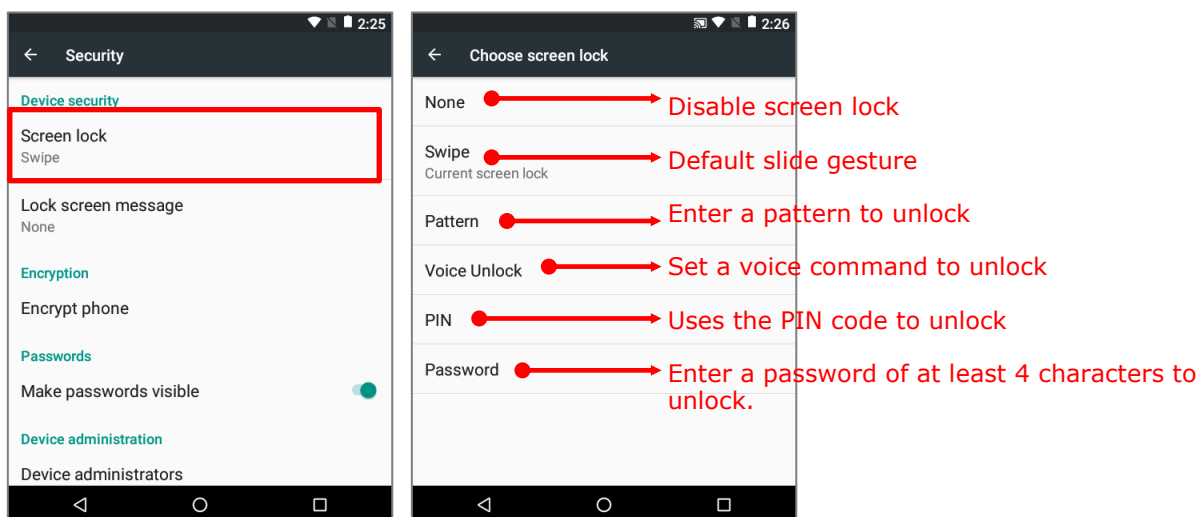 2:25
Security
Device security
Screen lock
Swipe
Lock screen message
None
Encryption
Encrypt phone
Passwords
Make passwords visible
Device administration
Device administrators
2:26
Choose screen lock
None
Disable screen lock
Swipe
Current screen lock
Default slide gesture
Pattern
Enter a pattern to unlock
Voice Unlock
Set a voice command to unlock
PIN
Uses the PIN code to unlock
Password
Enter a password of at least 4 characters to
unlock.